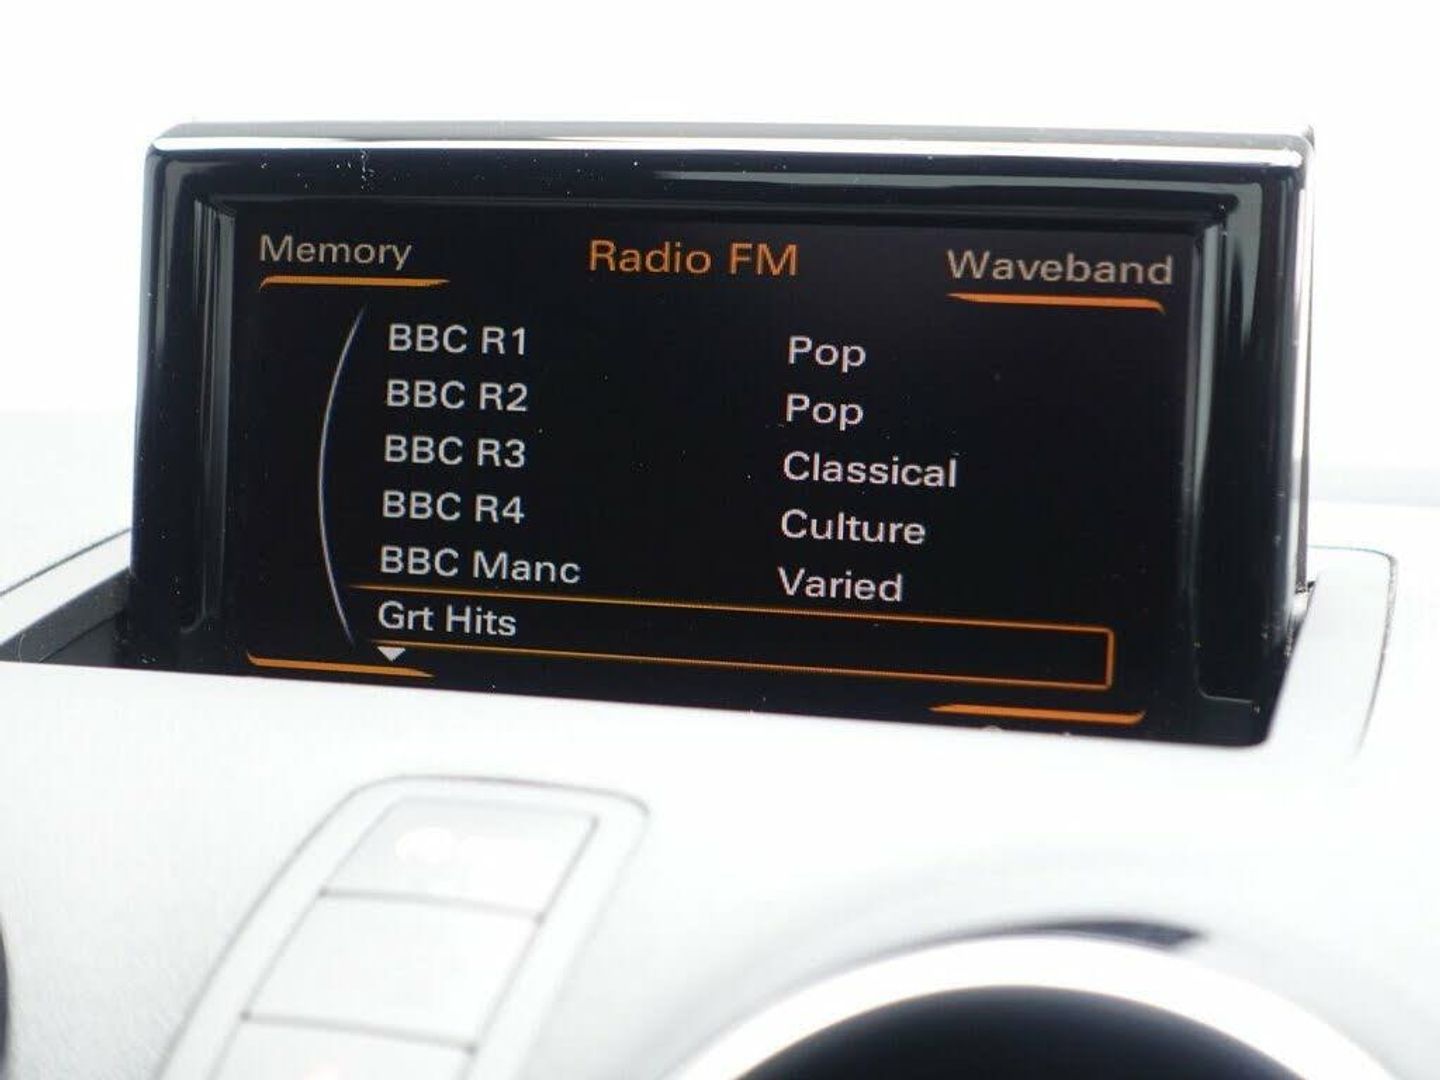 Memory Radio FM Waveband
BBC R1 Pop
BBC R2 Pop
BBC R3 Classical
BBC R4 Culture
BBC Manc Varied
Grt Hits